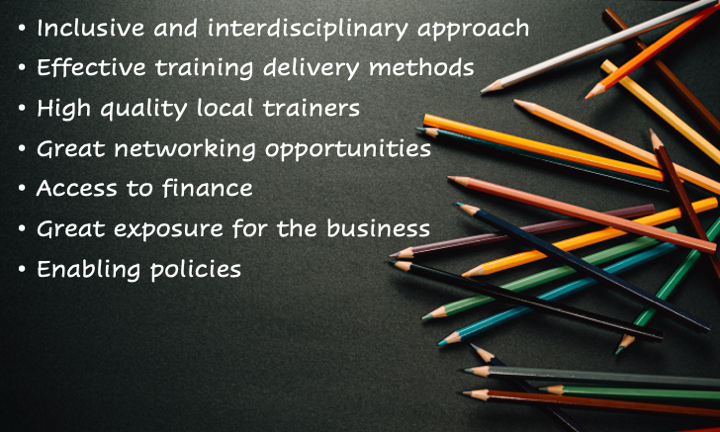 • Inclusive and interdisciplinary approach
• Effective training delivery methods
• High quality local trainers
• Great networking opportunities
• Access to finance
• Great exposure for the business
• Enabling policies